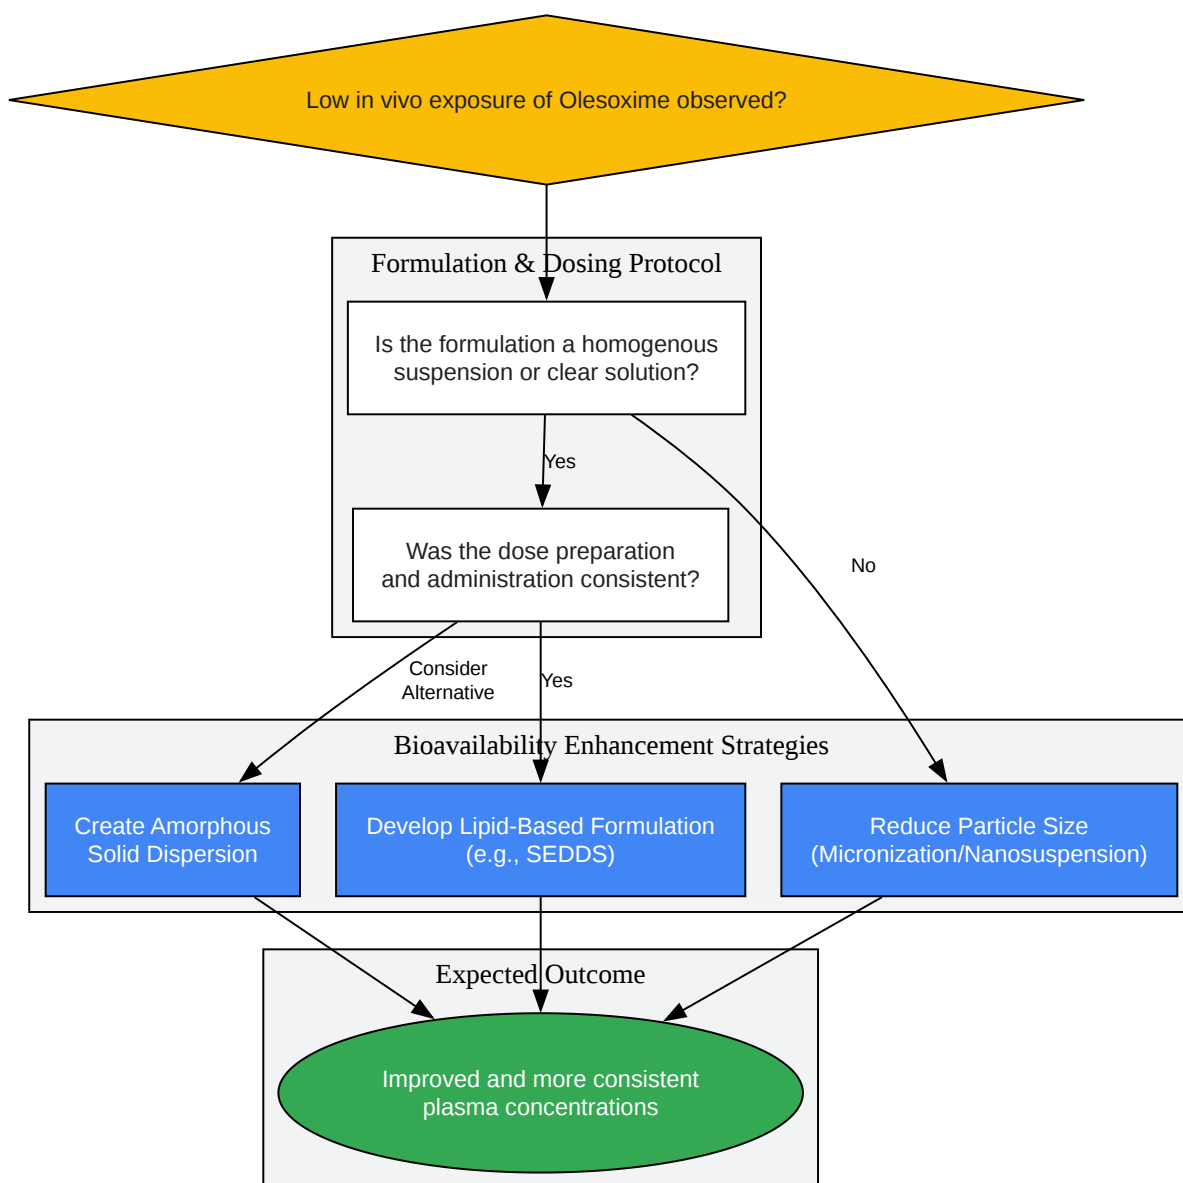 Low in vivo exposure of Olesoxime observed?
Formulation & Dosing Protocol
Is the formulation a homogenous
suspension or clear solution?
Yes
Was the dose preparation
and administration consistent?
No
Consider
Alternative
Yes
Bioavailability Enhancement Strategies
Create Amorphous
Solid Dispersion
Develop Lipid-Based Formulation
(e.g., SEDDS)
Reduce Particle Size
(Micronization/Nanosuspension)
Expected Outcome
Improved and more consistent
plasma concentrations